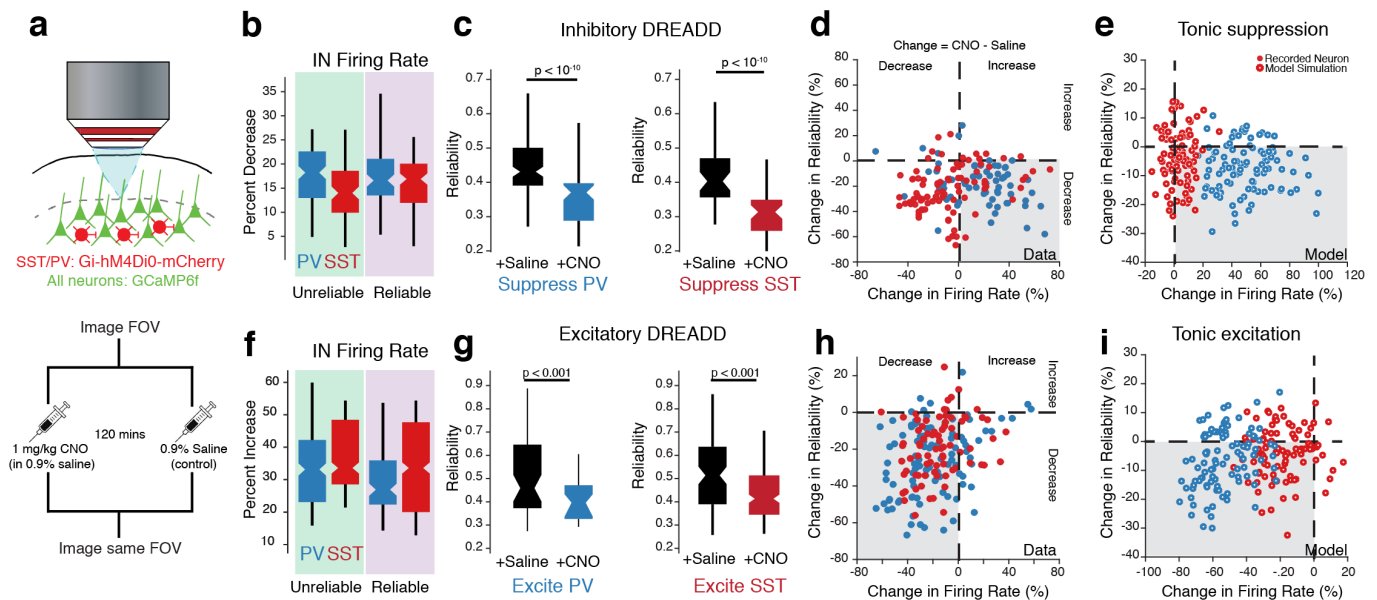 a
SST/PV: Gi-hM4Di0-mCherry
All neurons: GCaMP6f
Image FOV
1 mg/kg CNO
(in 0.9% saline)
120 mins
0.9% Saline
(control)
Image same FOV
b
IN Firing Rate
Percent Decrease
35
30
25
20
15
10
5
PV SST
Unreliable Reliable
c
Inhibitory DREADD
p < 10-10
Reliability
0.7
0.6
0.5
0.4
0.3
0.2
+Saline +CNO
Suppress PV
p < 10-10
Reliability
0.7
0.6
0.5
0.4
0.3
0.2
+Saline +CNO
Suppress SST
d
Change = CNO - Saline
Decrease Increase
Change in Reliability (%)
80
60
40
20
0
-20
-40
-60
-80
Increase
Decrease
Data
-80 -40 0 40 80
Change in Firing Rate (%)
e
Tonic suppression
Recorded Neuron
Model Simulation
Change in Reliability (%)
30
20
10
0
-10
-20
-30
-40
Model
-20 0 20 40 60 80 100 120
Change in Firing Rate (%)
f
IN Firing Rate
Percent Increase
60
50
40
30
20
10
PV SST
Unreliable Reliable
g
Excitatory DREADD
p < 0.001
Reliability
0.9
0.8
0.7
0.6
0.5
0.4
0.3
0.2
+Saline +CNO
Excite PV
p < 0.001
Reliability
0.9
0.8
0.7
0.6
0.5
0.4
0.3
0.2
+Saline +CNO
Excite SST
h
Decrease Increase
Change in Reliability (%)
20
0
-20
-40
-60
-80
Increase
Decrease
Data
-80 -40 0 40 80
Change in Firing Rate (%)
i
Tonic excitation
Change in Reliability (%)
30
20
10
0
-10
-20
-30
-40
Model
-100 -80 -60 -40 -20 0 20
Change in Firing Rate (%)